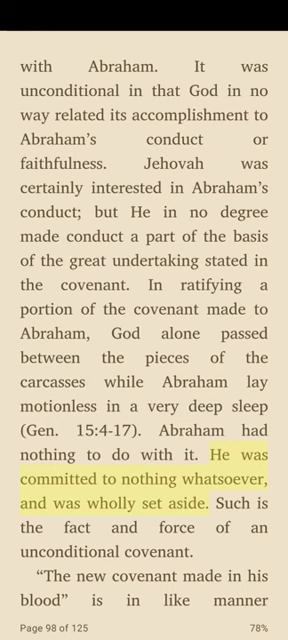 with Abraham. It was
unconditional in that God in no
way related its accomplishment to
Abraham’s conduct or
faithfulness. Jehovah was
certainly interested in Abraham’s
conduct; but He in no degree
made conduct a part of the basis
of the great undertaking stated in
the covenant. In ratifying a
portion of the covenant made to
Abraham, God alone passed
between the pieces of the
carcasses while Abraham lay
motionless in a very deep sleep
(Gen. 15:4-17). Abraham had
nothing to do with it. He was
committed to nothing whatsoever,
and was wholly set aside. Such is
the fact and force of an
unconditional covenant.
“The new covenant made in his
blood” is in like manner
Page 98 of 125 78%